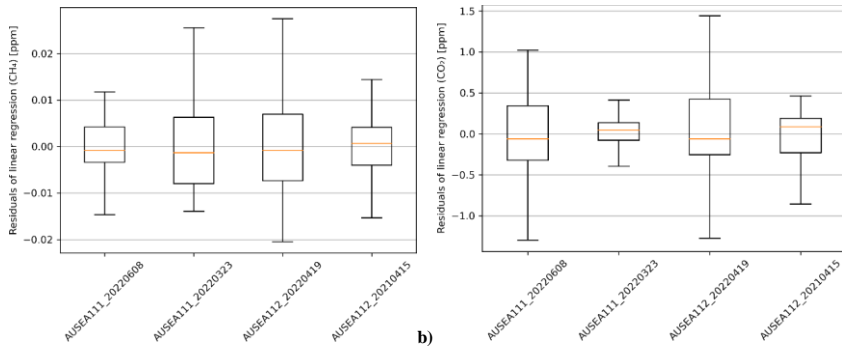 Residuals of linear regression (CH₄) [ppm]
0.02
0.01
0.00
−0.01
−0.02
AUSEA111_20220608
AUSEA111_20220323
AUSEA112_20220419
AUSEA112_20210415
b)
Residuals of linear regression (CO₂) [ppm]
1.5
1.0
0.5
0.0
−0.5
−1.0
AUSEA111_20220608
AUSEA111_20220323
AUSEA112_20220419
AUSEA112_20210415